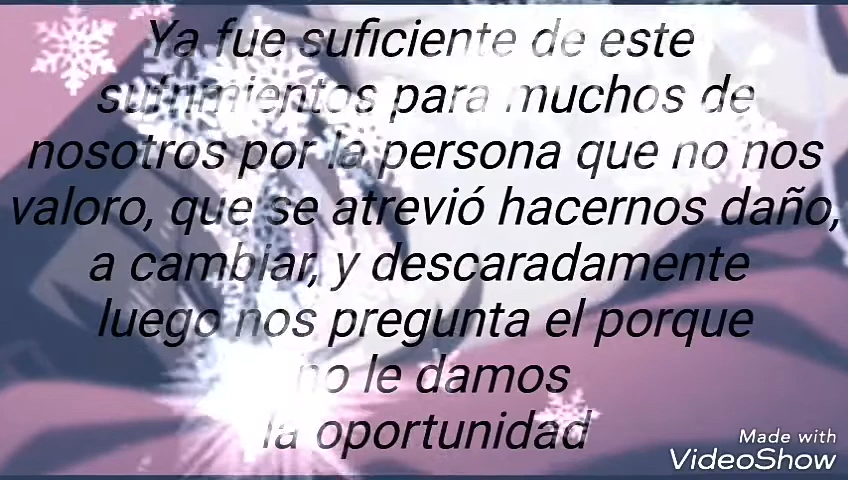 Ya fue suficiente de este
sufrimientos para muchos de
nosotros por la persona que no nos
valoro, que se atrevió hacernos daño,
a cambiar, y descaradamente
luego nos pregunta el porque
no le damos
la oportunidad
Made with
VideoShow